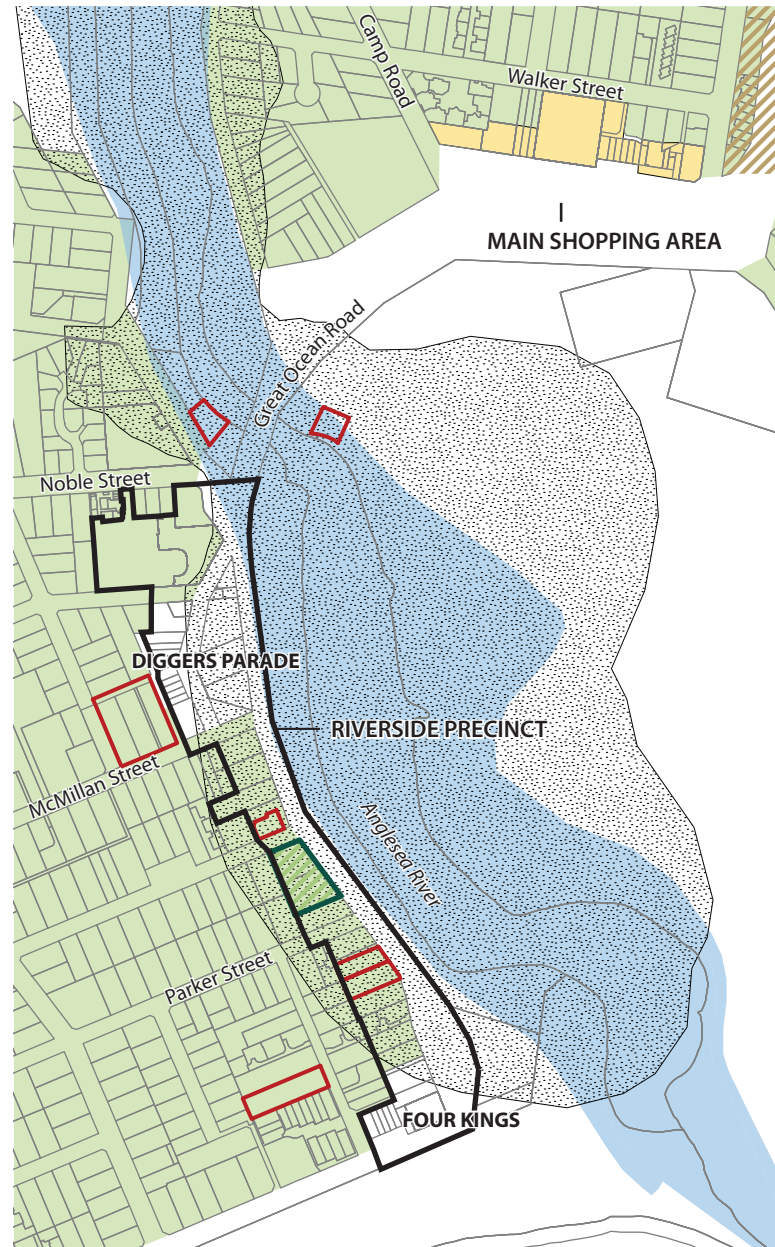 Camp Road
Walker Street
MAIN SHOPPING AREA
Great Ocean Road
Noble Street
DIGGERS PARADE
RIVERSIDE PRECINCT
McMillan Street
Anglesea River
Parker Street
FOUR KINGS